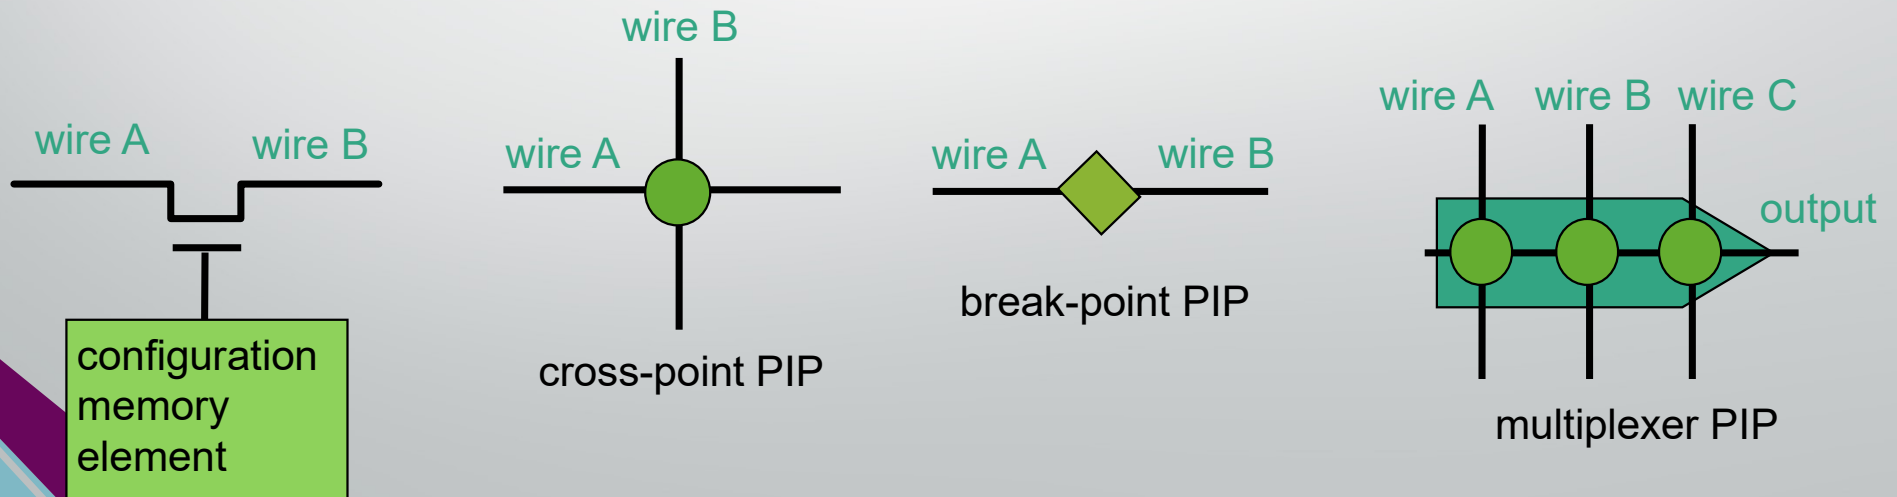 wire A
wire B
configuration
memory
element
wire B
wire A
cross-point PIP
wire A
wire B
break-point PIP
wire A
wire B
wire C
output
multiplexer PIP